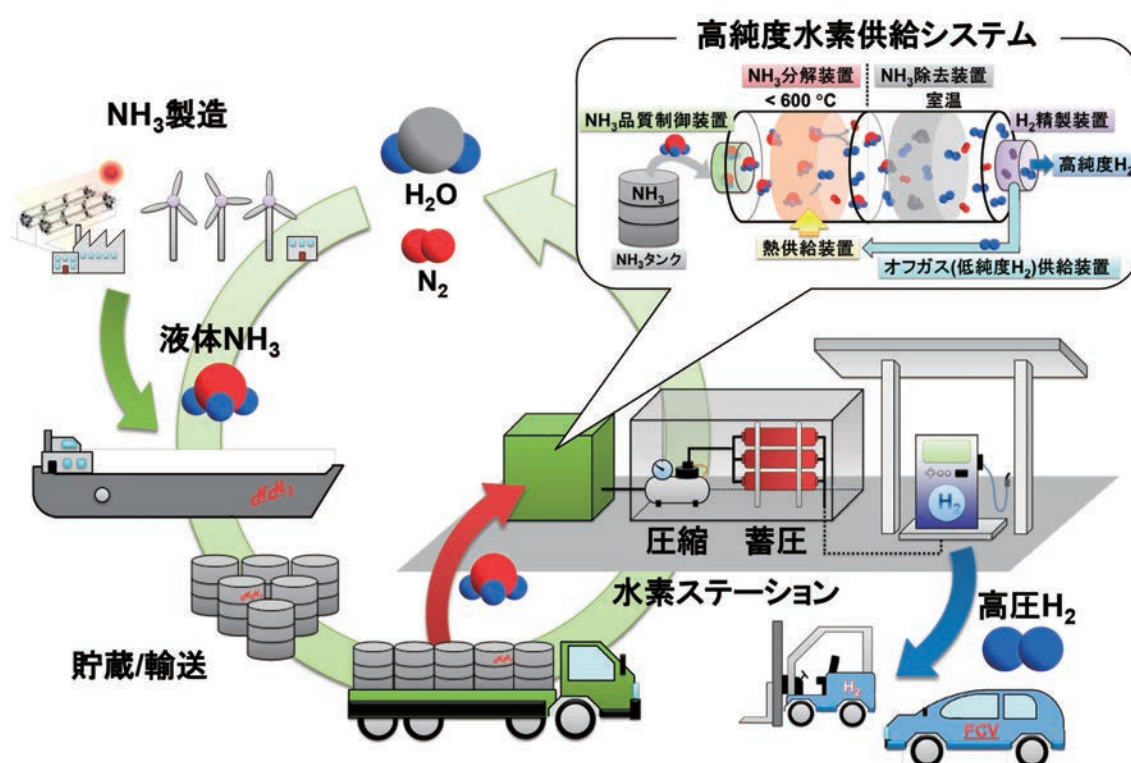 高純度水素供給システム
NH₃分解装置
< 600 °C
NH₃除去装置
室温
NH₃品質制御装置
H₂精製装置
高純度H₂
NH₃
NH₃タンク
熱供給装置
オフガス(低純度H₂)供給装置
NH₃製造
H₂O
N₂
液体NH₃
貯蔵/輸送
圧縮
蓄圧
水素ステーション
H₂
高圧H₂
H₂
FCV